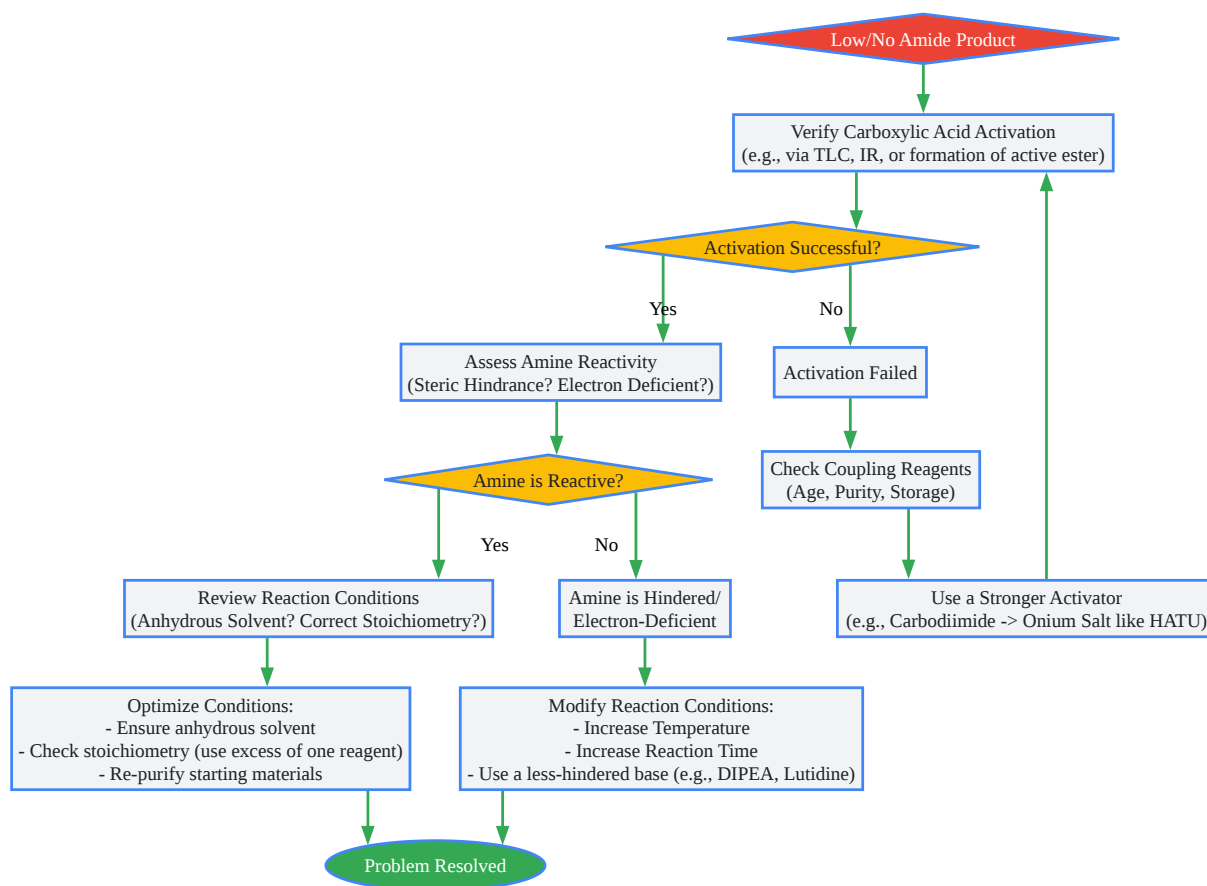 Low/No Amide Product
Verify Carboxylic Acid Activation
(e.g., via TLC, IR, or formation of active ester)
Activation Successful?
Yes
No
Assess Amine Reactivity
(Steric Hindrance? Electron Deficient?)
Activation Failed
Amine is Reactive?
Check Coupling Reagents
(Age, Purity, Storage)
Yes
No
Review Reaction Conditions
(Anhydrous Solvent? Correct Stoichiometry?)
Amine is Hindered/
Electron-Deficient
Use a Stronger Activator
(e.g., Carbodiimide -> Onium Salt like HATU)
Optimize Conditions:
- Ensure anhydrous solvent
- Check stoichiometry (use excess of one reagent)
- Re-purify starting materials
Modify Reaction Conditions:
- Increase Temperature
- Increase Reaction Time
- Use a less-hindered base (e.g., DIPEA, Lutidine)
Problem Resolved